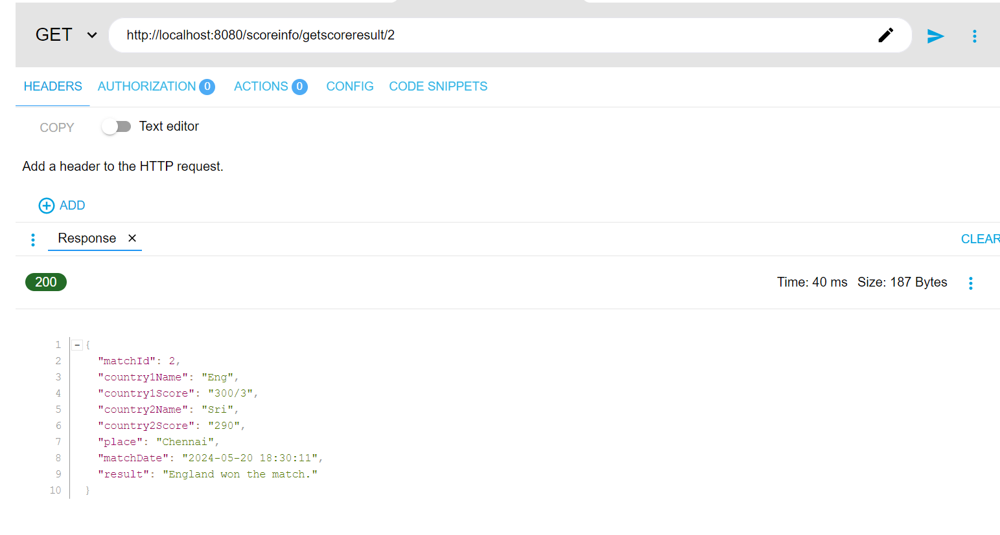 GET http://localhost:8080/scoreinfo/getscoreresult/2
HEADERS AUTHORIZATION 0 ACTIONS 0 CONFIG CODE SNIPPETS
COPY Text editor
Add a header to the HTTP request.
ADD
Response × CLEAR
200 Time: 40 ms Size: 187 Bytes
1 {
2 "matchId": 2,
3 "country1Name": "Eng",
4 "country1Score": "300/3",
5 "country2Name": "Sri",
6 "country2Score": "290",
7 "place": "Chennai",
8 "matchDate": "2024-05-20 18:30:11",
9 "result": "England won the match."
10 }